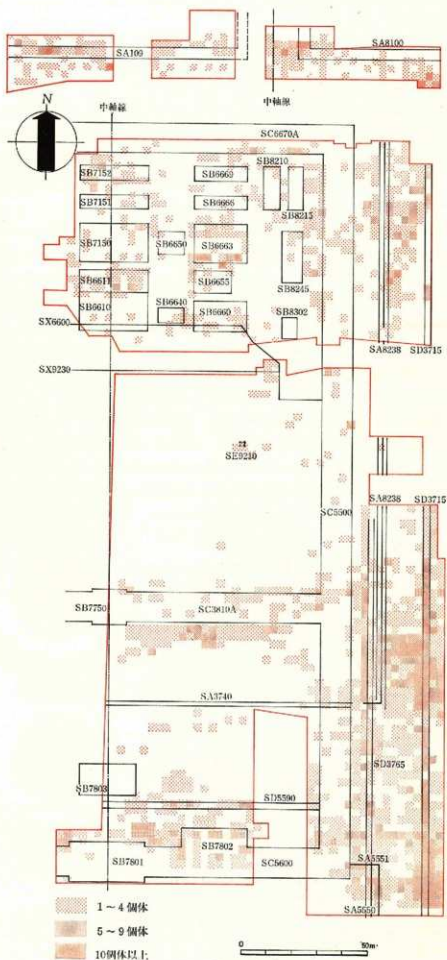 SA109
SA8100
中軸線
中軸線
N
SC6670A
SB7152
SB6669
SB8210
SB7151
SB6666
SB8215
SB7150
SB6650
SB6663
SB6611
SB6655
SB8245
SB6610
SB6640
SB6660
SB8302
SX6600
SA8238
SD3715
SX9230
SE9210
SA8238
SD3715
SC5500
SB7750
SC3810A
SA3740
SD3765
SB7803
SD5590
SB7801
SB7802
SC5600
SA5551
SA5550
1～4個体
5～9個体
10個体以上
0
50m